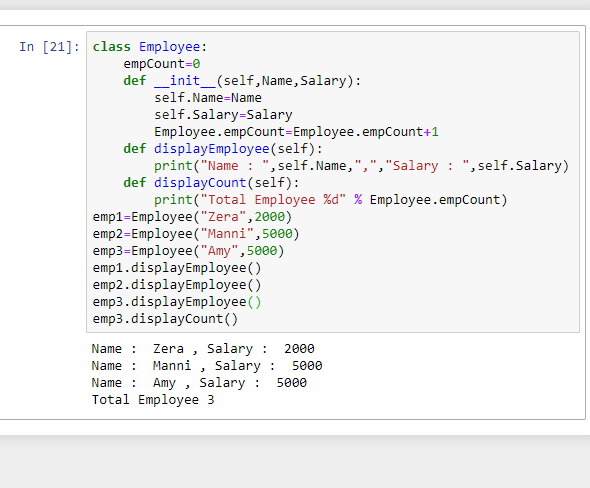 In [21]: class Employee:
    empCount=0
    def __init__(self,Name,Salary):
        self.Name=Name
        self.Salary=Salary
        Employee.empCount=Employee.empCount+1
    def displayEmployee(self):
        print("Name : ",self.Name,",","Salary : ",self.Salary)
    def displayCount(self):
        print("Total Employee %d" % Employee.empCount)
emp1=Employee("Zera",2000)
emp2=Employee("Manni",5000)
emp3=Employee("Amy",5000)
emp1.displayEmployee()
emp2.displayEmployee()
emp3.displayEmployee()
emp3.displayCount()
Name :  Zera , Salary :  2000
Name :  Manni , Salary :  5000
Name :  Amy , Salary :  5000
Total Employee 3